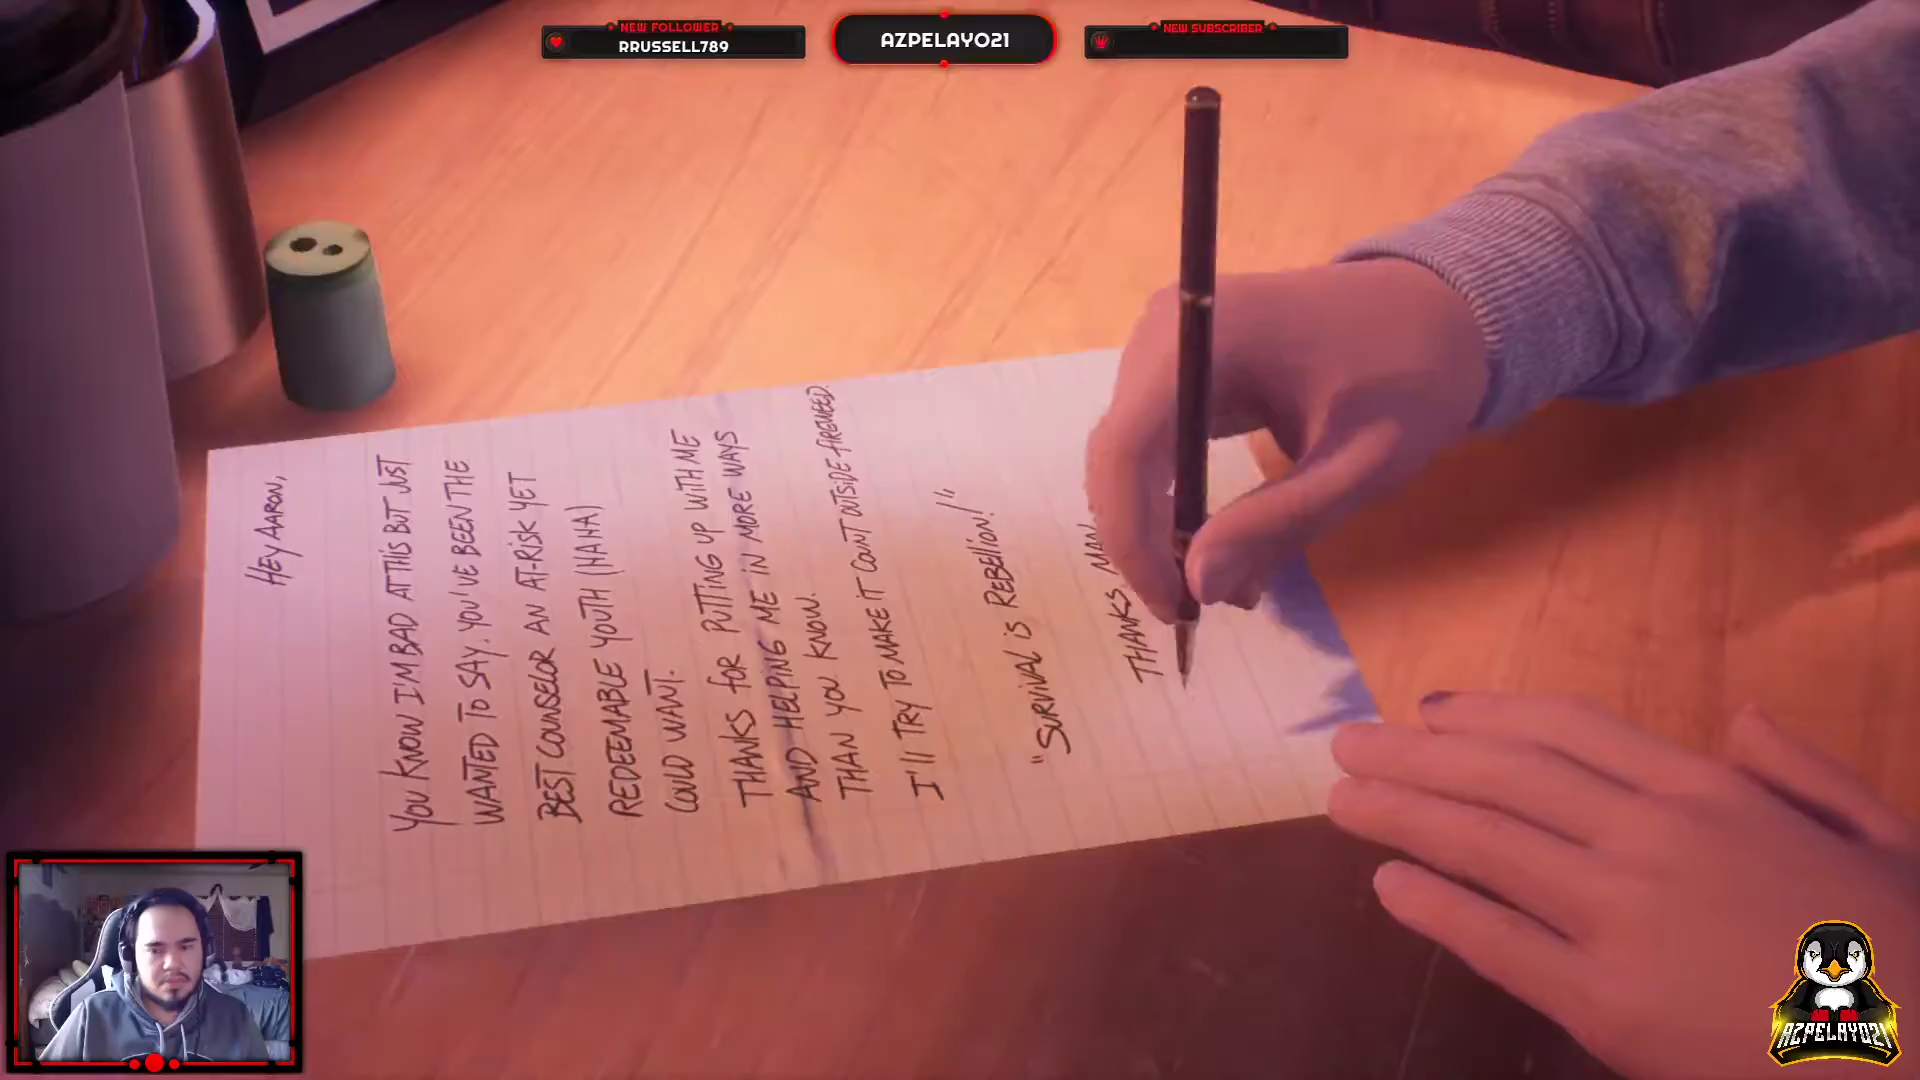 NEW FOLLOWER
RRUSSELL789
AZPELAYO21
NEW SUBSCRIBER
HEY AARON,
YOU KNOW I'M BAD AT THIS BUT JUST
WANTED TO SAY, YOU'VE BEEN THE
BEST COUNSELOR AN AT-RISK YET
REDEEMABLE YOUTH (HAHA)
COULD WANT.
THANKS FOR PUTTING UP WITH ME
AND HELPING ME IN MORE WAYS
THAN YOU KNOW.
I'll TRY TO MAKE IT COUNT OUTSIDE FIREWEED.
"SURVIVAL iS REBEllION!"
THANKS MAN,
AZPELAYO21